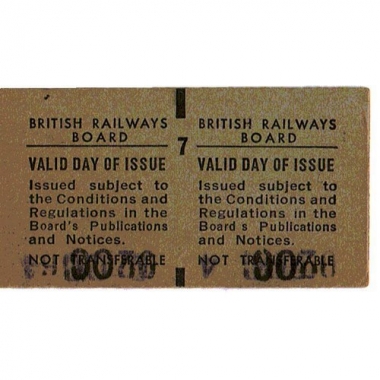 BRITISH RAILWAYS
BOARD
VALID DAY OF ISSUE
Issued subject to
the Conditions and
Regulations in the
Board's Publications
and Notices.
NOT TRANSFERABLE
7
BRITISH RAILWAYS
BOARD
VALID DAY OF ISSUE
Issued subject to
the Conditions and
Regulations in the
Board s Publications
and Notices.
NOT TRANSFERABLE